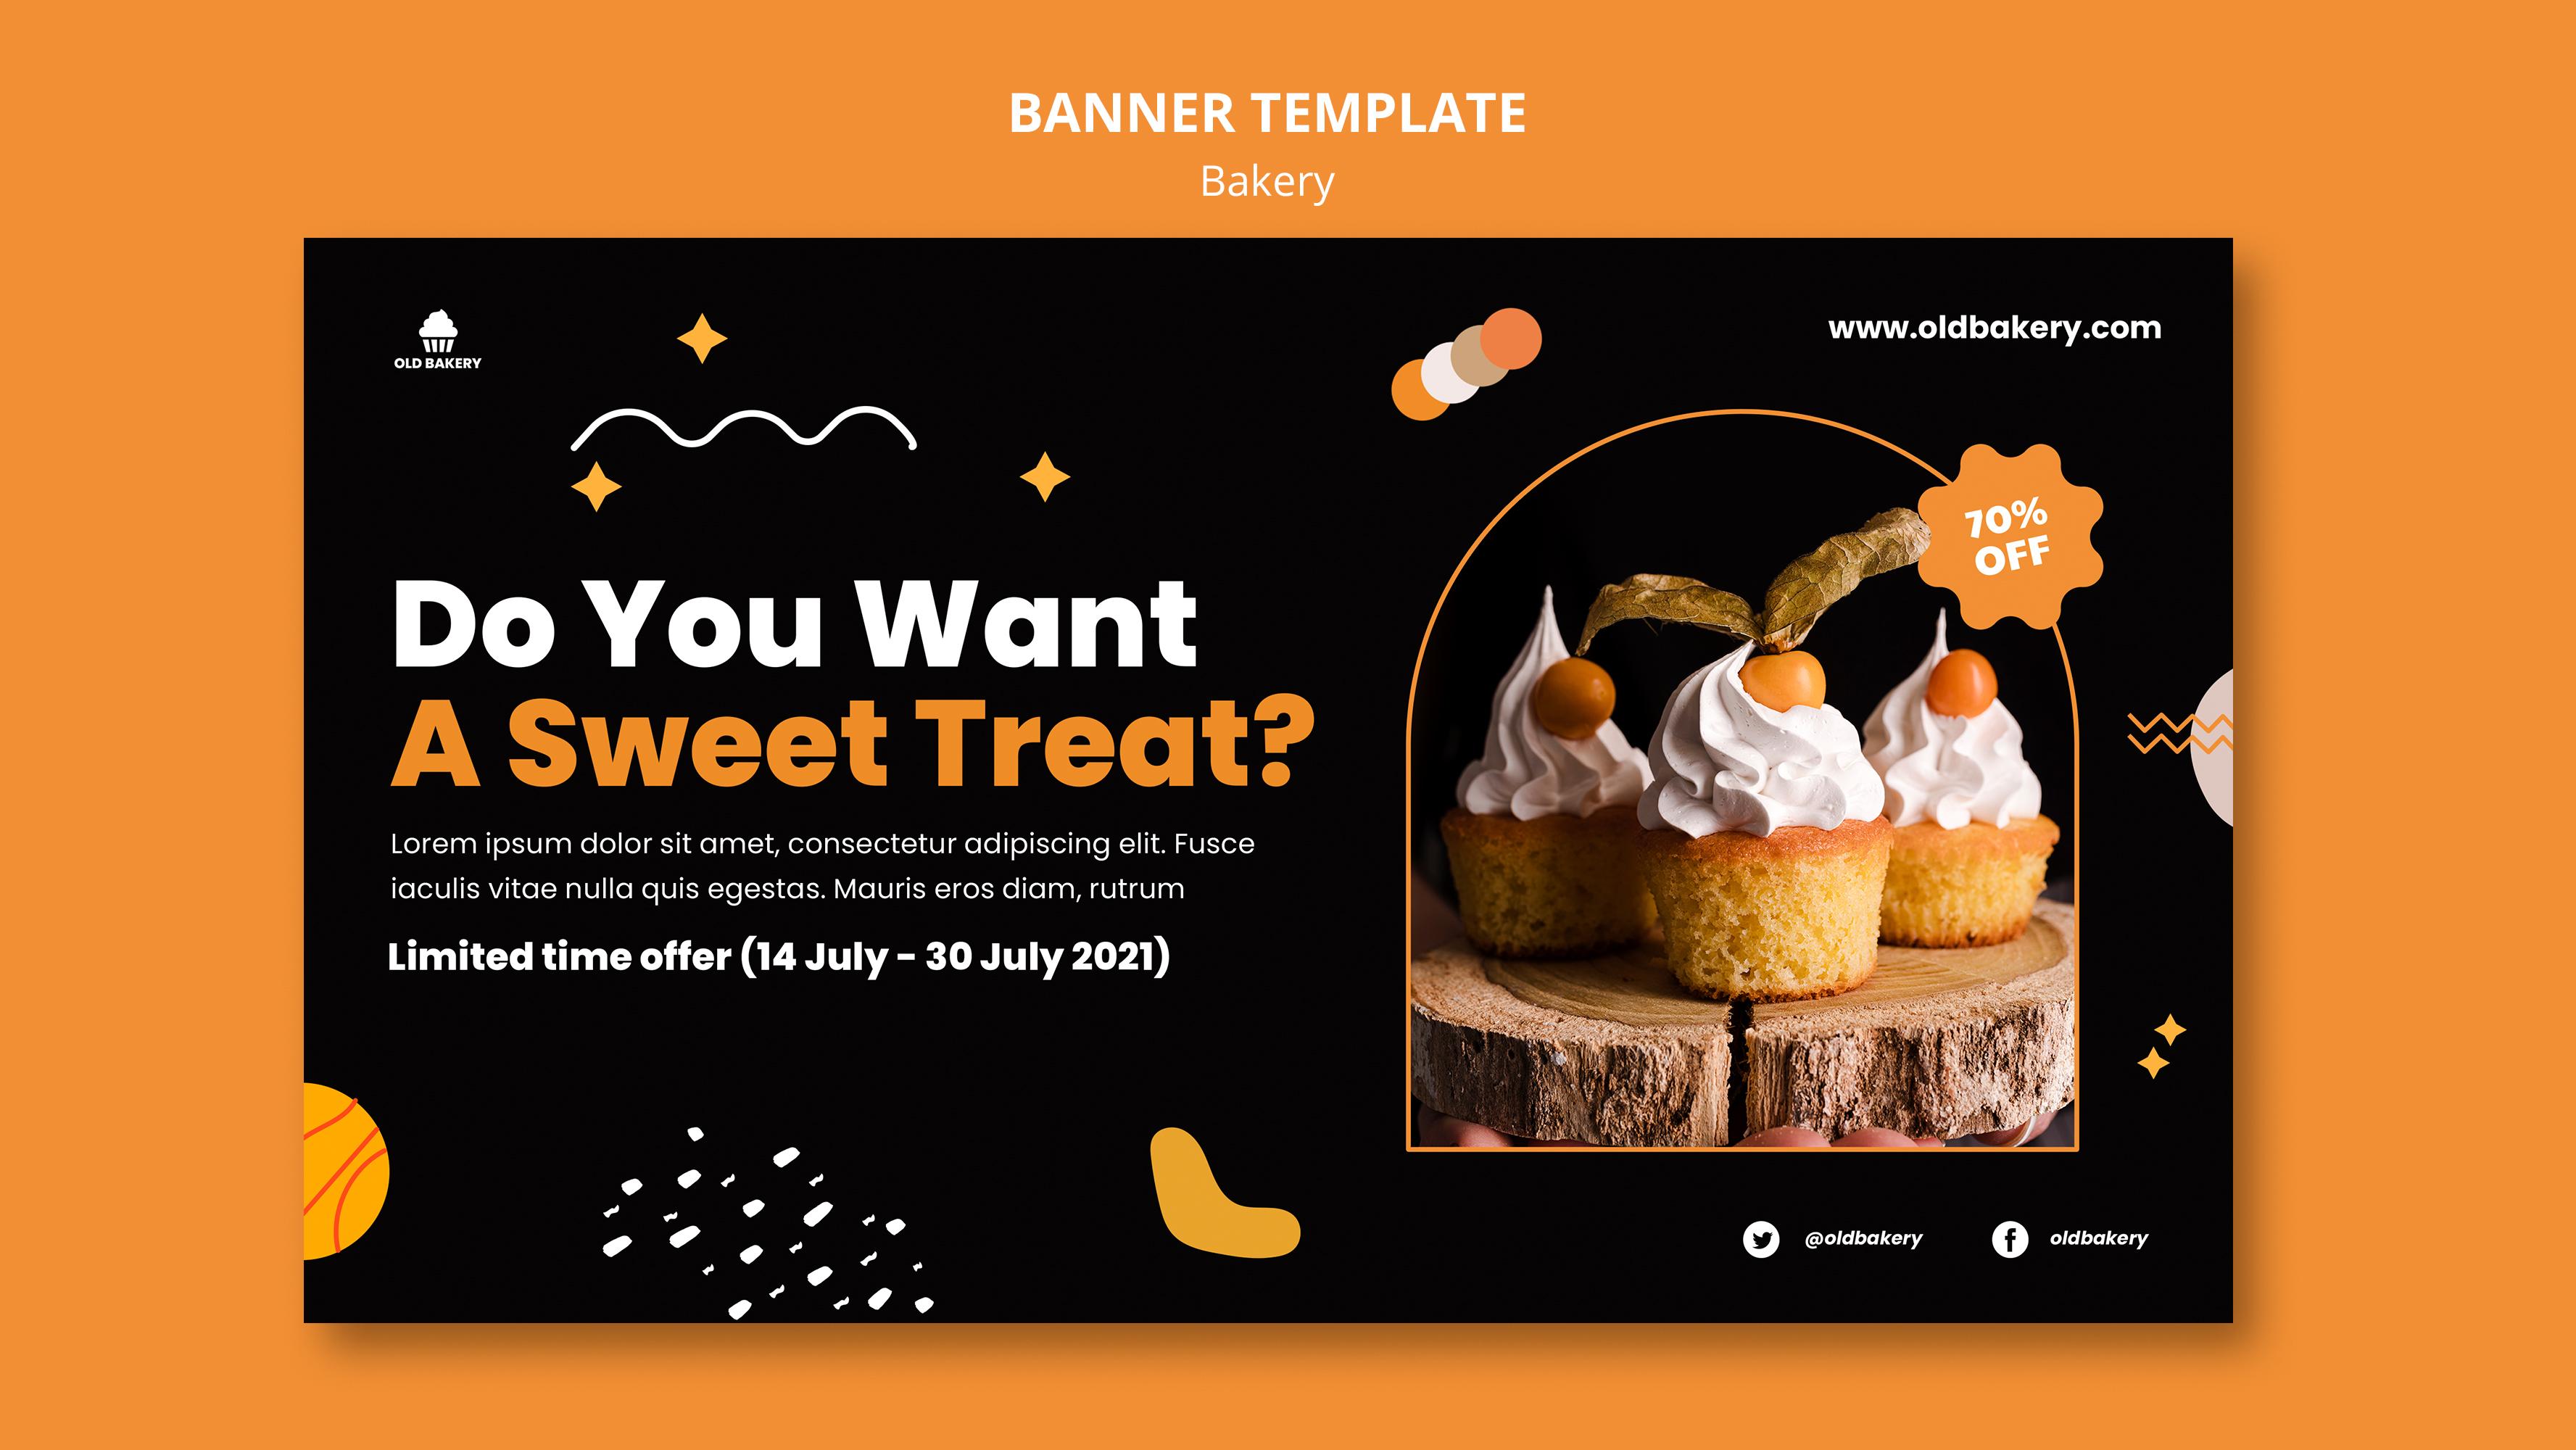 BANNER TEMPLATE
Bakery
OLD BAKERY
www.oldbakery.com
70%
OFF
Do You Want
A Sweet Treat?
Lorem ipsum dolor sit amet, consectetur adipiscing elit. Fusce
iaculis vitae nulla quis egestas. Mauris eros diam, rutrum
Limited time offer (14 July - 30 July 2021)
@oldbakery
oldbakery